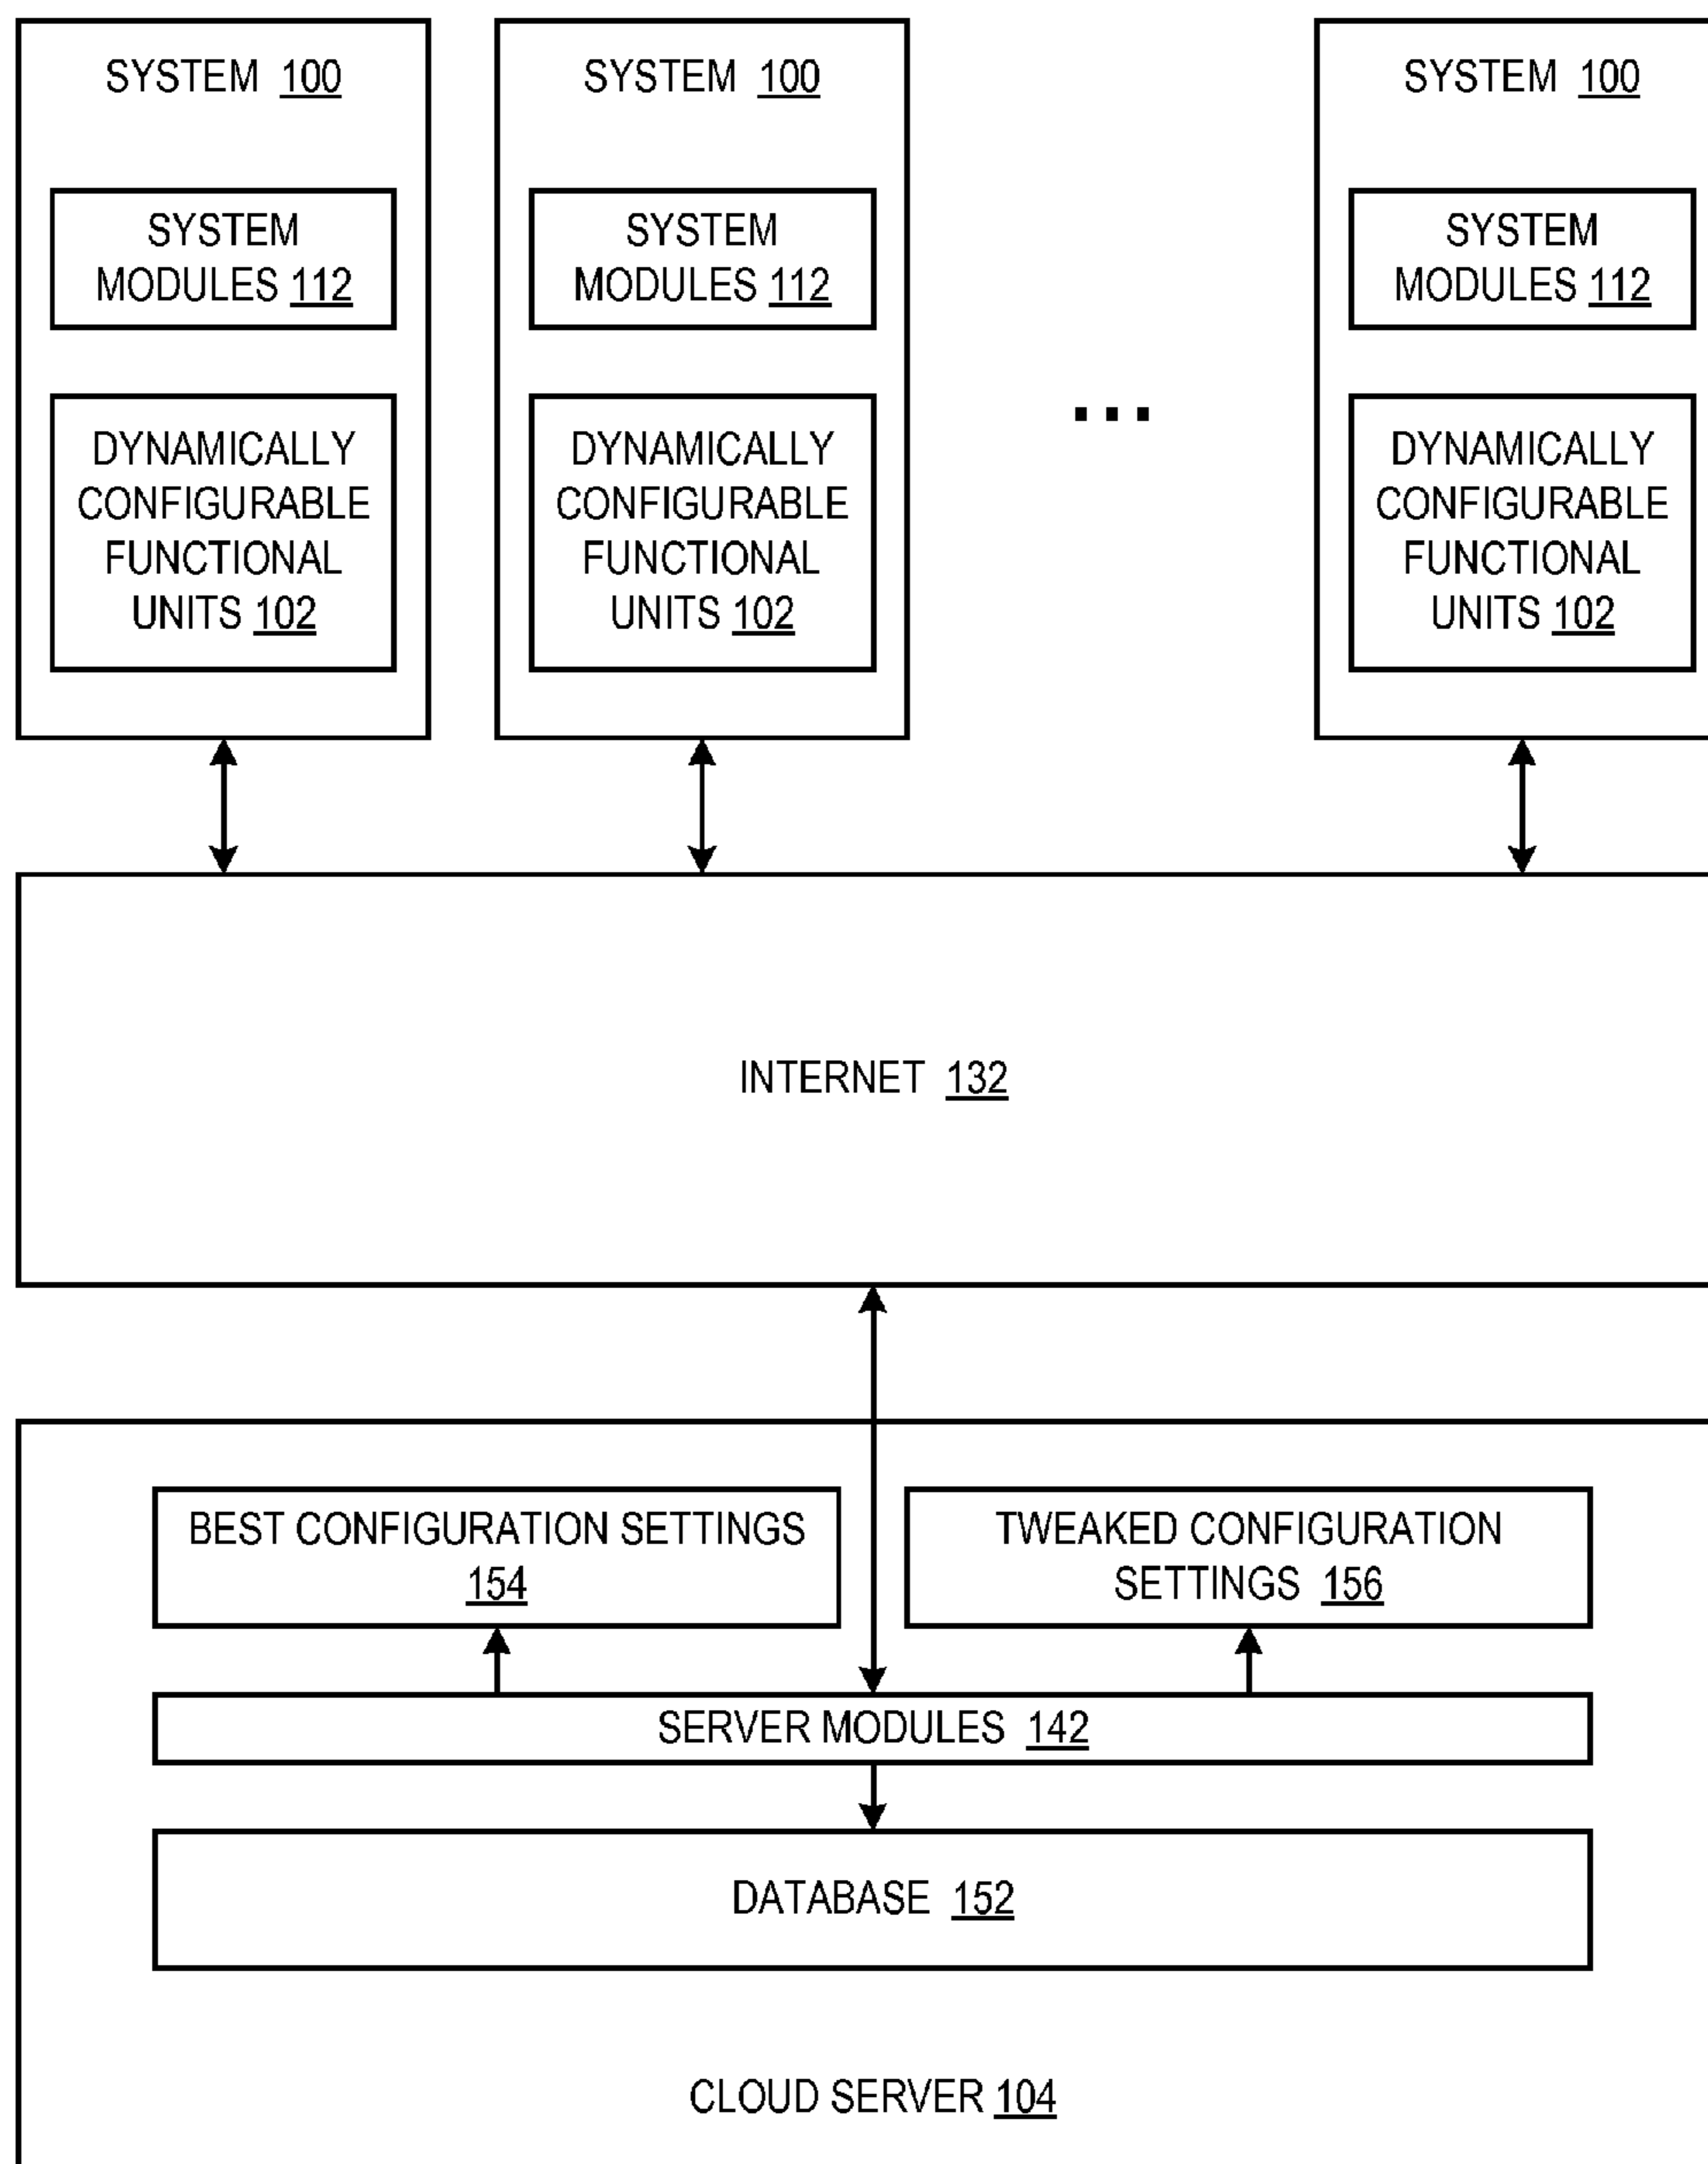 SYSTEM 100
SYSTEM
MODULES 112
DYNAMICALLY
CONFIGURABLE
FUNCTIONAL
UNITS 102
SYSTEM 100
SYSTEM
MODULES 112
DYNAMICALLY
CONFIGURABLE
FUNCTIONAL
UNITS 102
...
SYSTEM 100
SYSTEM
MODULES 112
DYNAMICALLY
CONFIGURABLE
FUNCTIONAL
UNITS 102
INTERNET 132
BEST CONFIGURATION SETTINGS
154
TWEAKED CONFIGURATION
SETTINGS 156
SERVER MODULES 142
DATABASE 152
CLOUD SERVER 104